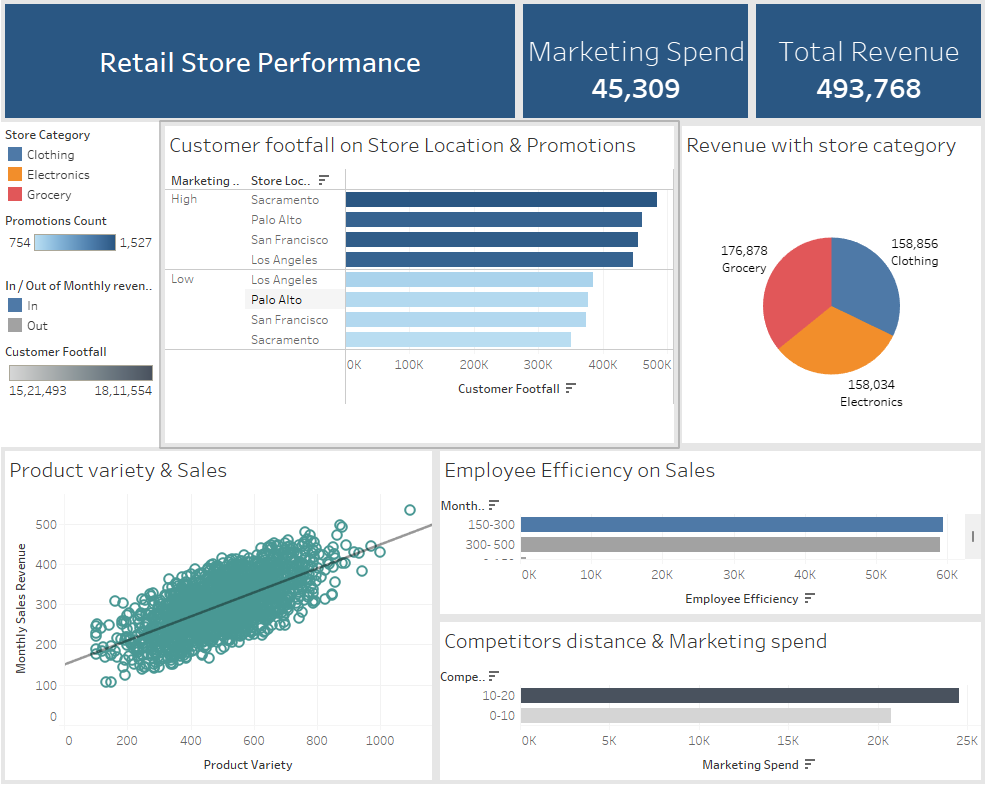 Retail Store Performance
Marketing Spend
45,309
Total Revenue
493,768
Store Category
Clothing
Electronics
Grocery
Promotions Count
754 1,527
In / Out of Monthly reven..
In
Out
Customer Footfall
15,21,493 18,11,554
Customer footfall on Store Location & Promotions
Marketing .. Store Loc..
High Sacramento
Palo Alto
San Francisco
Los Angeles
Low Los Angeles
Palo Alto
San Francisco
Sacramento
0K 100K 200K 300K 400K 500K
Customer Footfall
Revenue with store category
176,878
Grocery
158,856
Clothing
158,034
Electronics
Product variety & Sales
Monthly Sales Revenue
500
400
300
200
100
0
0 200 400 600 800 1000
Product Variety
Employee Efficiency on Sales
Month..
150-300
300-500
0K 10K 20K 30K 40K 50K 60K
Employee Efficiency
Competitors distance & Marketing spend
Compe..
10-20
0-10
0K 5K 10K 15K 20K 25K
Marketing Spend